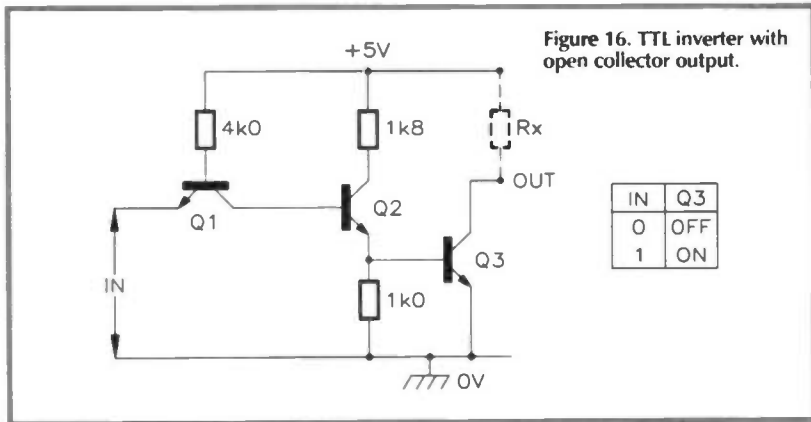 Figure 16. TTL inverter with
open collector output.
+5V
4k0
1k8
Rx
OUT
Q1
Q2
Q3
IN
1k0
0V
IN Q3
0 OFF
1 ON